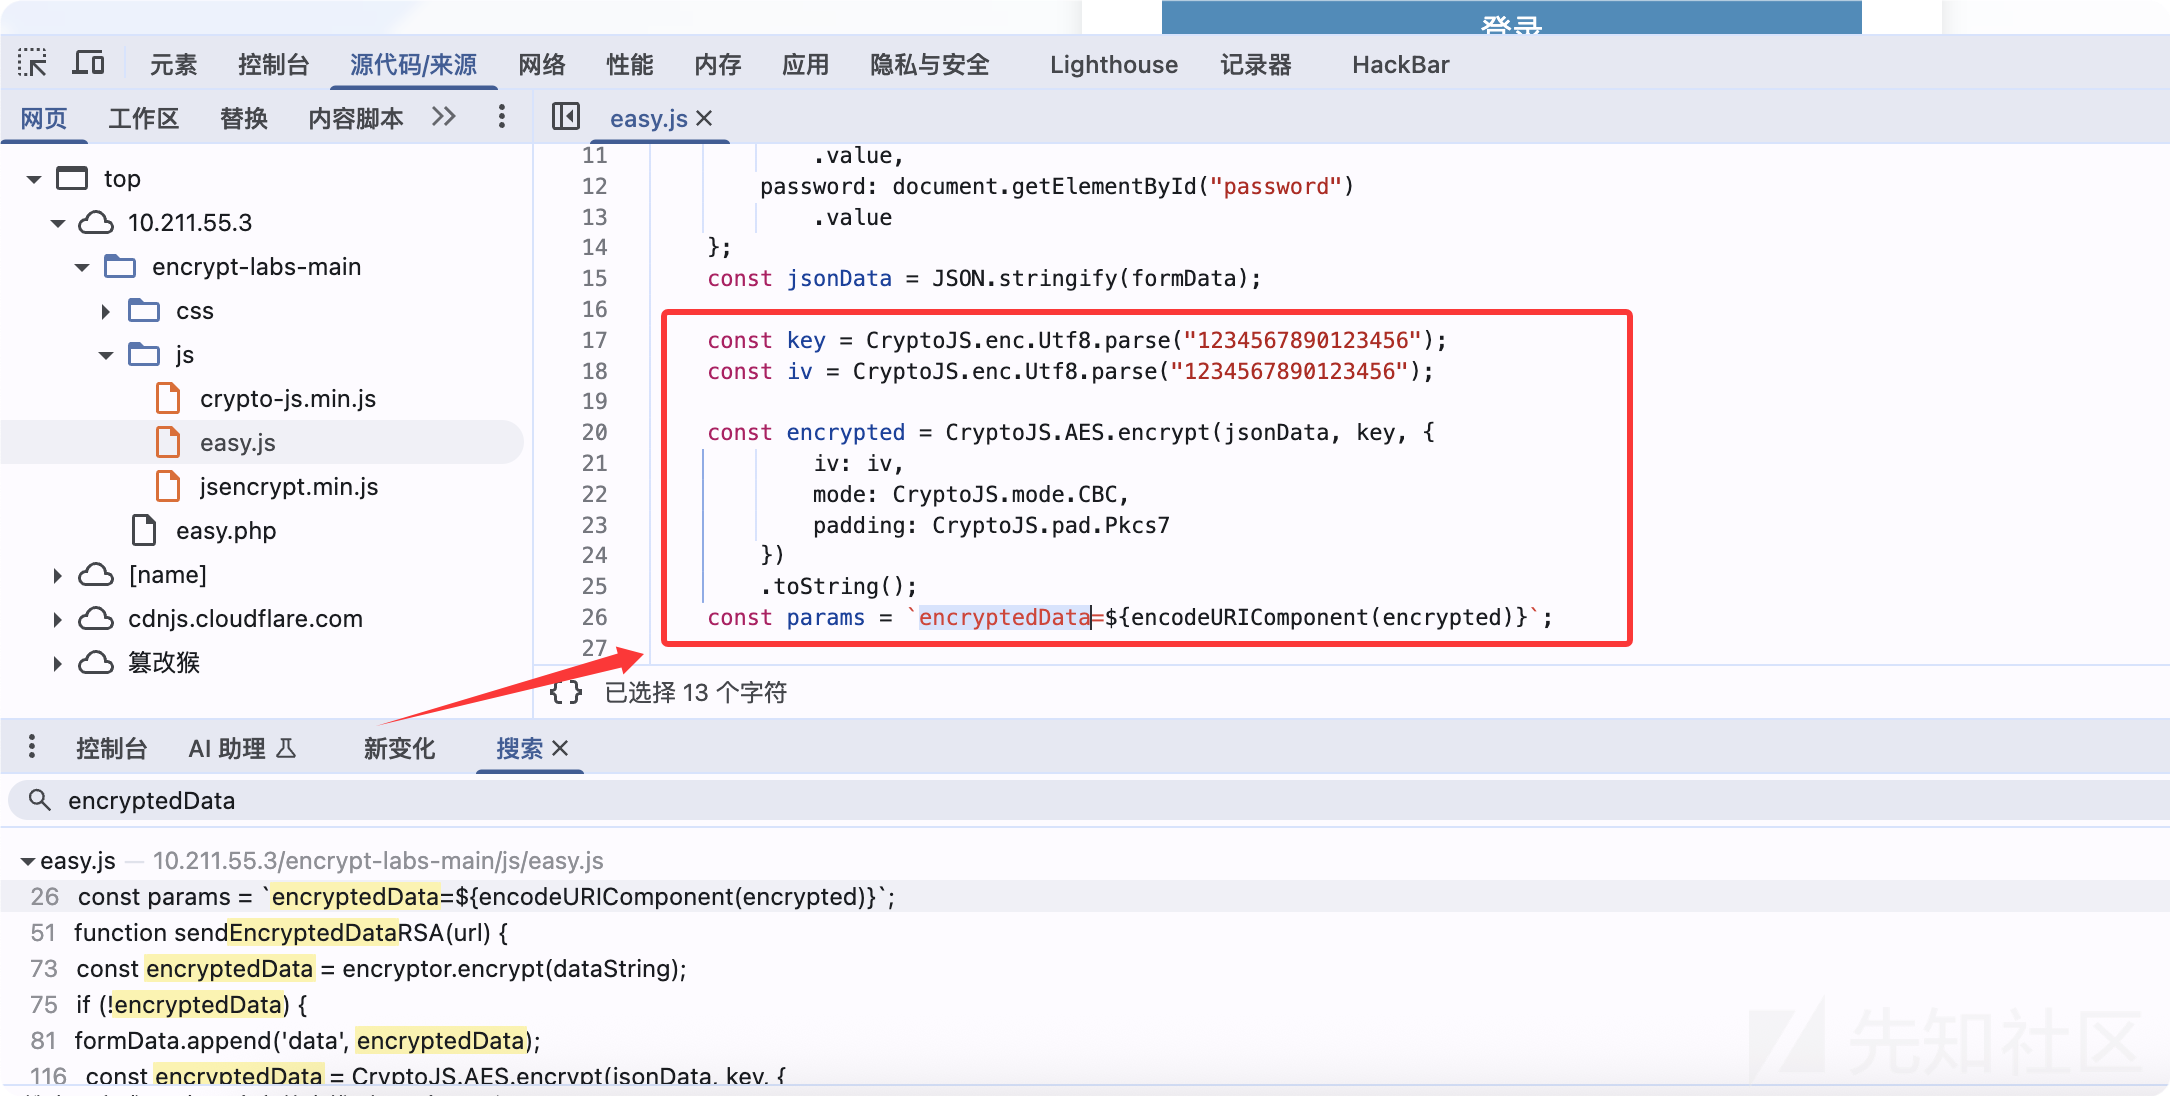 登录
元素 控制台 源代码/来源 网络 性能 内存 应用 隐私与安全 Lighthouse 记录器 HackBar
网页 工作区 替换 内容脚本
easy.js
top
10.211.55.3
encrypt-labs-main
css
js
crypto-js.min.js
easy.js
jsencrypt.min.js
easy.php
[name]
cdnjs.cloudflare.com
篡改猴
11 .value,
12 password: document.getElementById("password")
13 .value
14 };
15 const jsonData = JSON.stringify(formData);
16
17 const key = CryptoJS.enc.Utf8.parse("1234567890123456");
18 const iv = CryptoJS.enc.Utf8.parse("1234567890123456");
19
20 const encrypted = CryptoJS.AES.encrypt(jsonData, key, {
21 iv: iv,
22 mode: CryptoJS.mode.CBC,
23 padding: CryptoJS.pad.Pkcs7
24 })
25 .toString();
26 const params = `encryptedData=${encodeURIComponent(encrypted)}`;
27
{} 已选择 13 个字符
控制台 AI 助理 新变化 搜索
encryptedData
easy.js — 10.211.55.3/encrypt-labs-main/js/easy.js
26 const params = `encryptedData=${encodeURIComponent(encrypted)}`;
51 function sendEncryptedDataRSA(url) {
73 const encryptedData = encryptor.encrypt(dataString);
75 if (!encryptedData) {
81 formData.append('data', encryptedData);
116 const encryptedData = CryptoJS.AES.encrypt(jsonData, key, {
先知社区